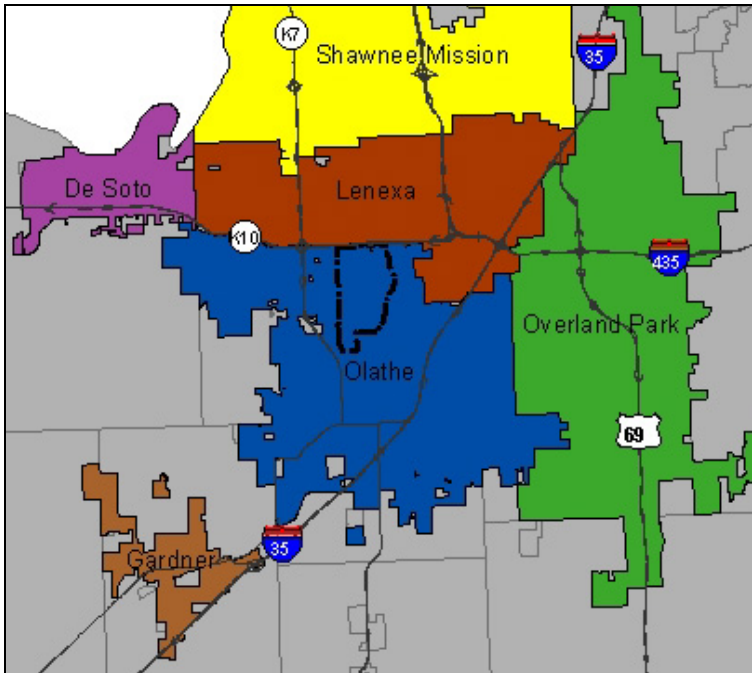 K7
Shawnee Mission
35
De Soto
Lenexa
K10
435
Overland Park
Olathe
69
35
Gardner